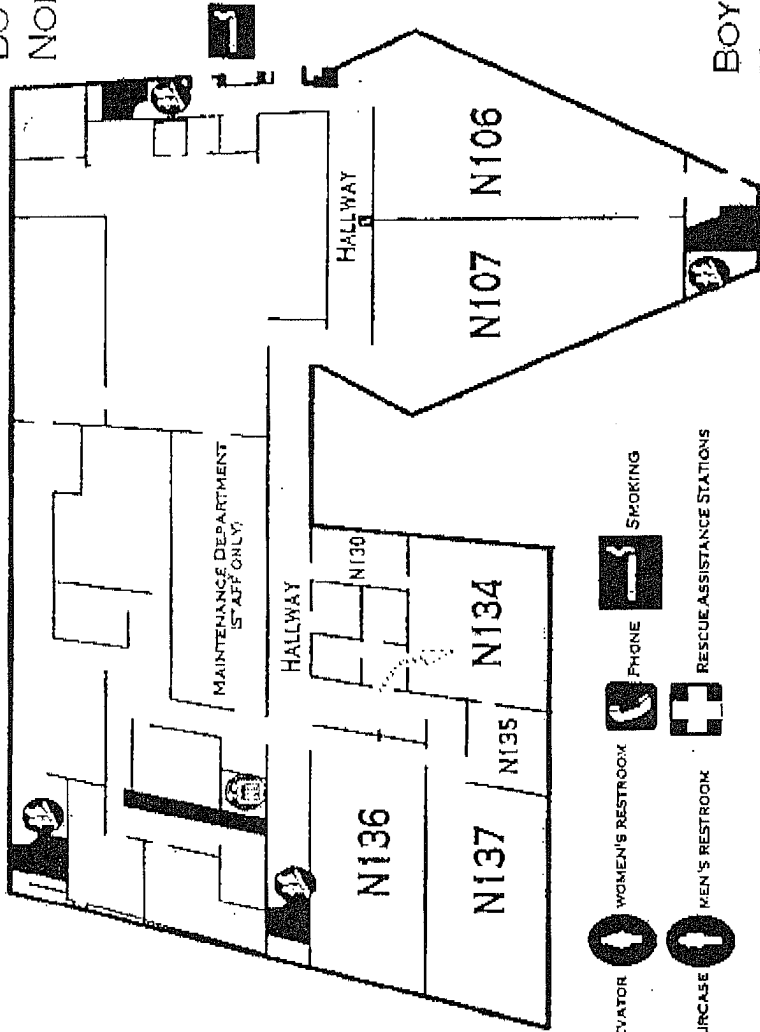 NO
MAINTENANCE DEPARTMENT
(STAFF ONLY)
HALLWAY
HALLWAY
N130
N136
N137
N134
N107
N106
N135
VATOR WOMEN'S RESTROOM PHONE SMOKING
IRCASE MEN'S RESTROOM RESCUE ASSISTANCE STATIONS
BOY